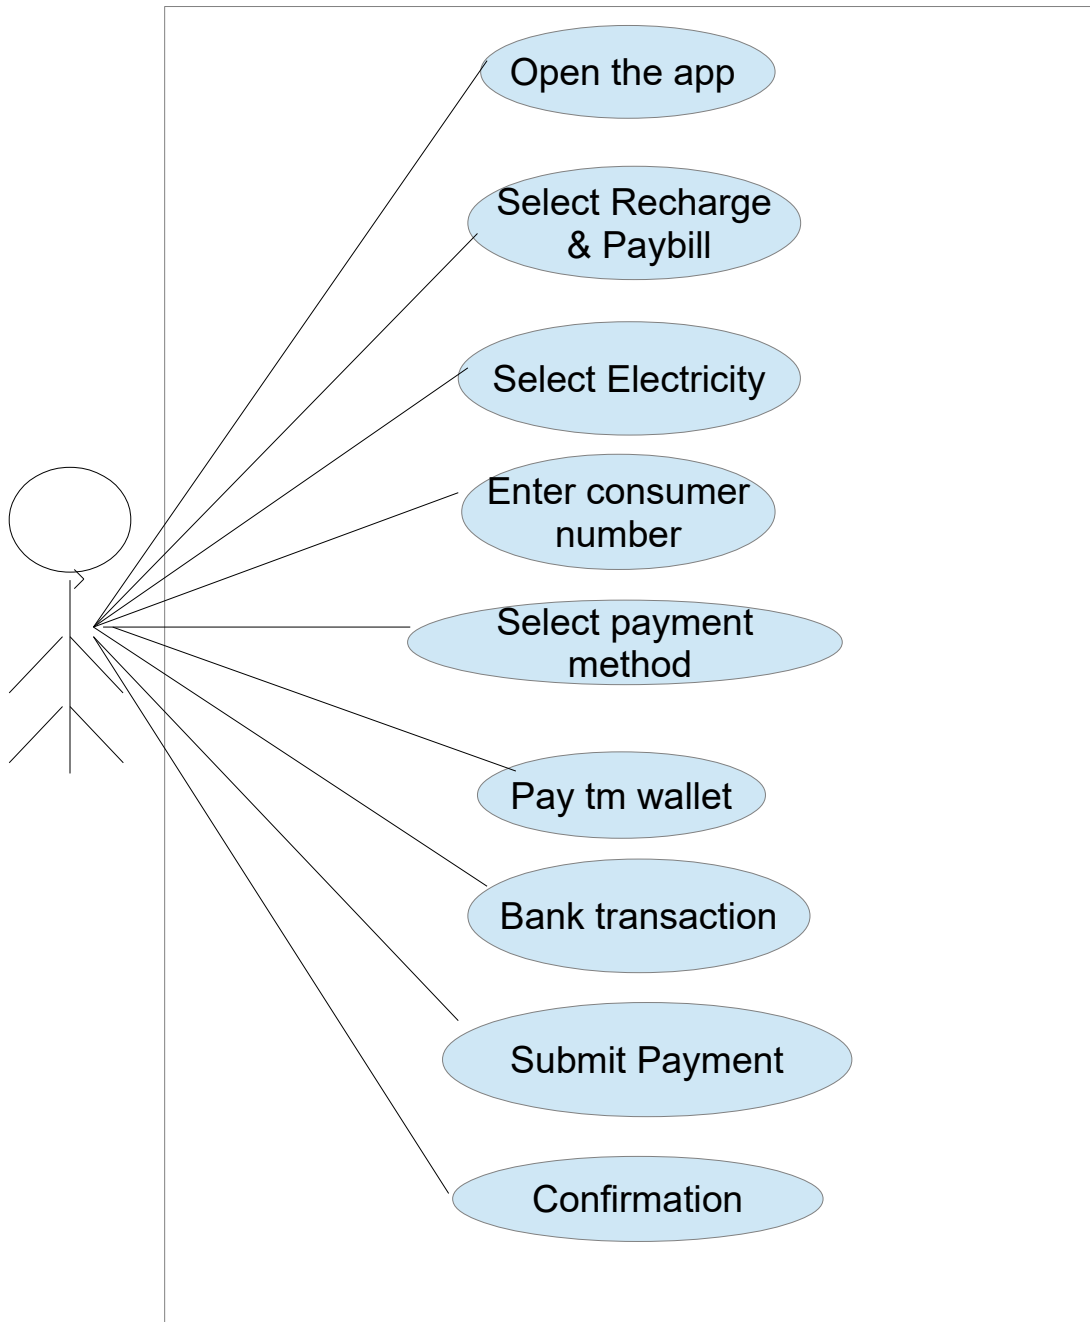 Open the app
Select Recharge
& Paybill
Select Electricity
Enter consumer
number
Select payment
method
Pay tm wallet
Bank transaction
Submit Payment
Confirmation